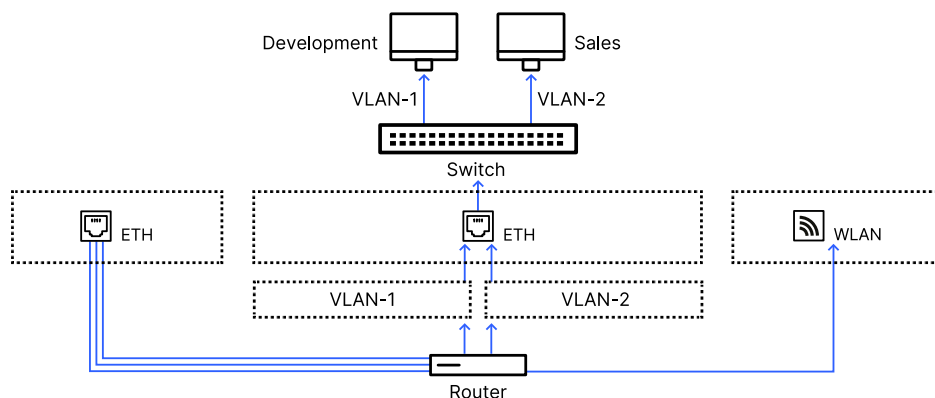 Development
Sales
VLAN-1
VLAN-2
Switch
ETH
ETH
WLAN
VLAN-1
VLAN-2
Router